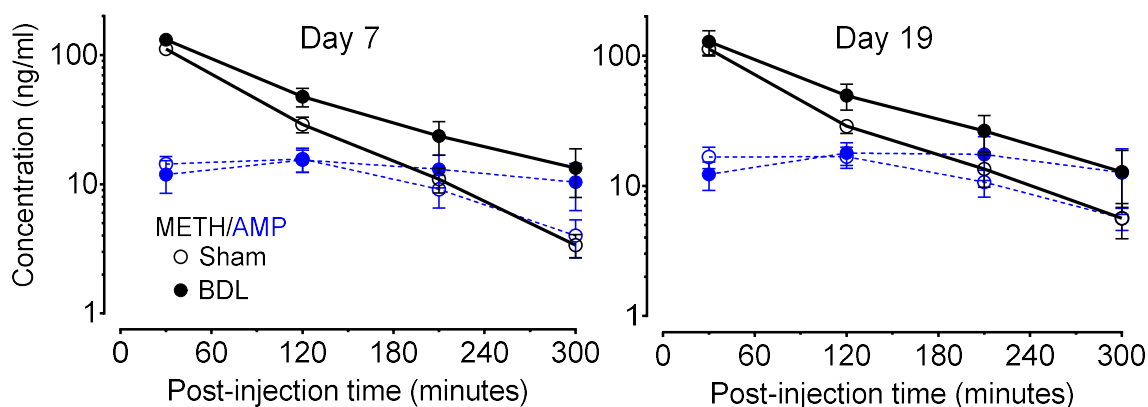 Concentration (ng/ml)
Day 7
100
10
1
METH/AMP
Sham
BDL
0 60 120 180 240 300
Post-injection time (minutes)
Day 19
100
10
1
0 60 120 180 240 300
Post-injection time (minutes)